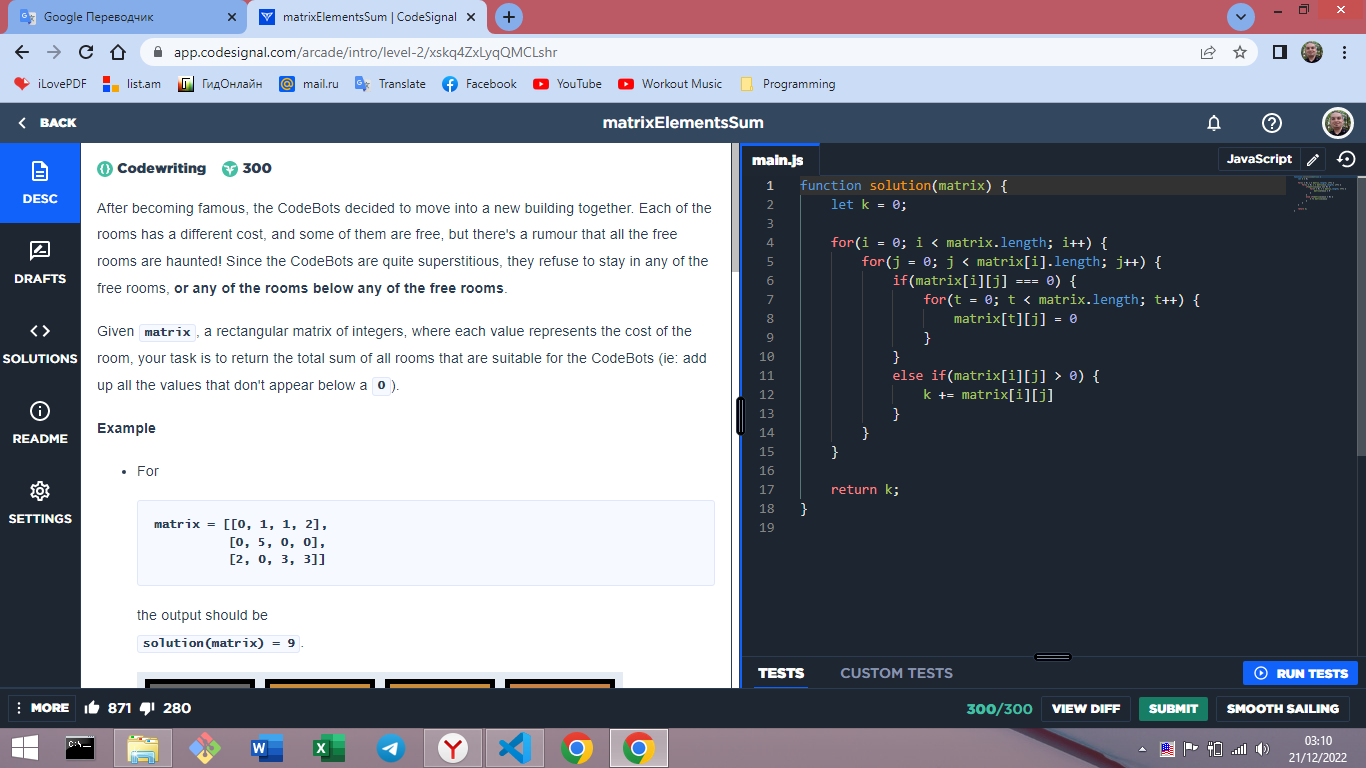 Google Переводчик
matrixElementsSum | CodeSignal
app.codesignal.com/arcade/intro/level-2/xskq4ZxLyqQMCLshr
iLovePDF list.am ГидОнлайн mail.ru Translate Facebook YouTube Workout Music Programming
BACK
matrixElementsSum
DESC
DRAFTS
SOLUTIONS
README
SETTINGS
Codewriting 300
After becoming famous, the CodeBots decided to move into a new building together. Each of the
rooms has a different cost, and some of them are free, but there's a rumour that all the free
rooms are haunted! Since the CodeBots are quite superstitious, they refuse to stay in any of the
free rooms, or any of the rooms below any of the free rooms.
Given matrix, a rectangular matrix of integers, where each value represents the cost of the
room, your task is to return the total sum of all rooms that are suitable for the CodeBots (ie: add
up all the values that don't appear below a 0).
Example
• For
matrix = [[0, 1, 1, 2],
[0, 5, 0, 0],
[2, 0, 3, 3]]
the output should be
solution(matrix) = 9.
main.js
JavaScript
1 function solution(matrix) {
2 let k = 0;
3
4 for(i = 0; i < matrix.length; i++) {
5 for(j = 0; j < matrix[i].length; j++) {
6 if(matrix[i][j] === 0) {
7 for(t = 0; t < matrix.length; t++) {
8 matrix[t][j] = 0
9 }
10 }
11 else if(matrix[i][j] > 0) {
12 k += matrix[i][j]
13 }
14 }
15 }
16
17 return k;
18 }
19
TESTS CUSTOM TESTS
RUN TESTS
MORE 871 280
300/300 VIEW DIFF SUBMIT SMOOTH SAILING
03:10
21/12/2022